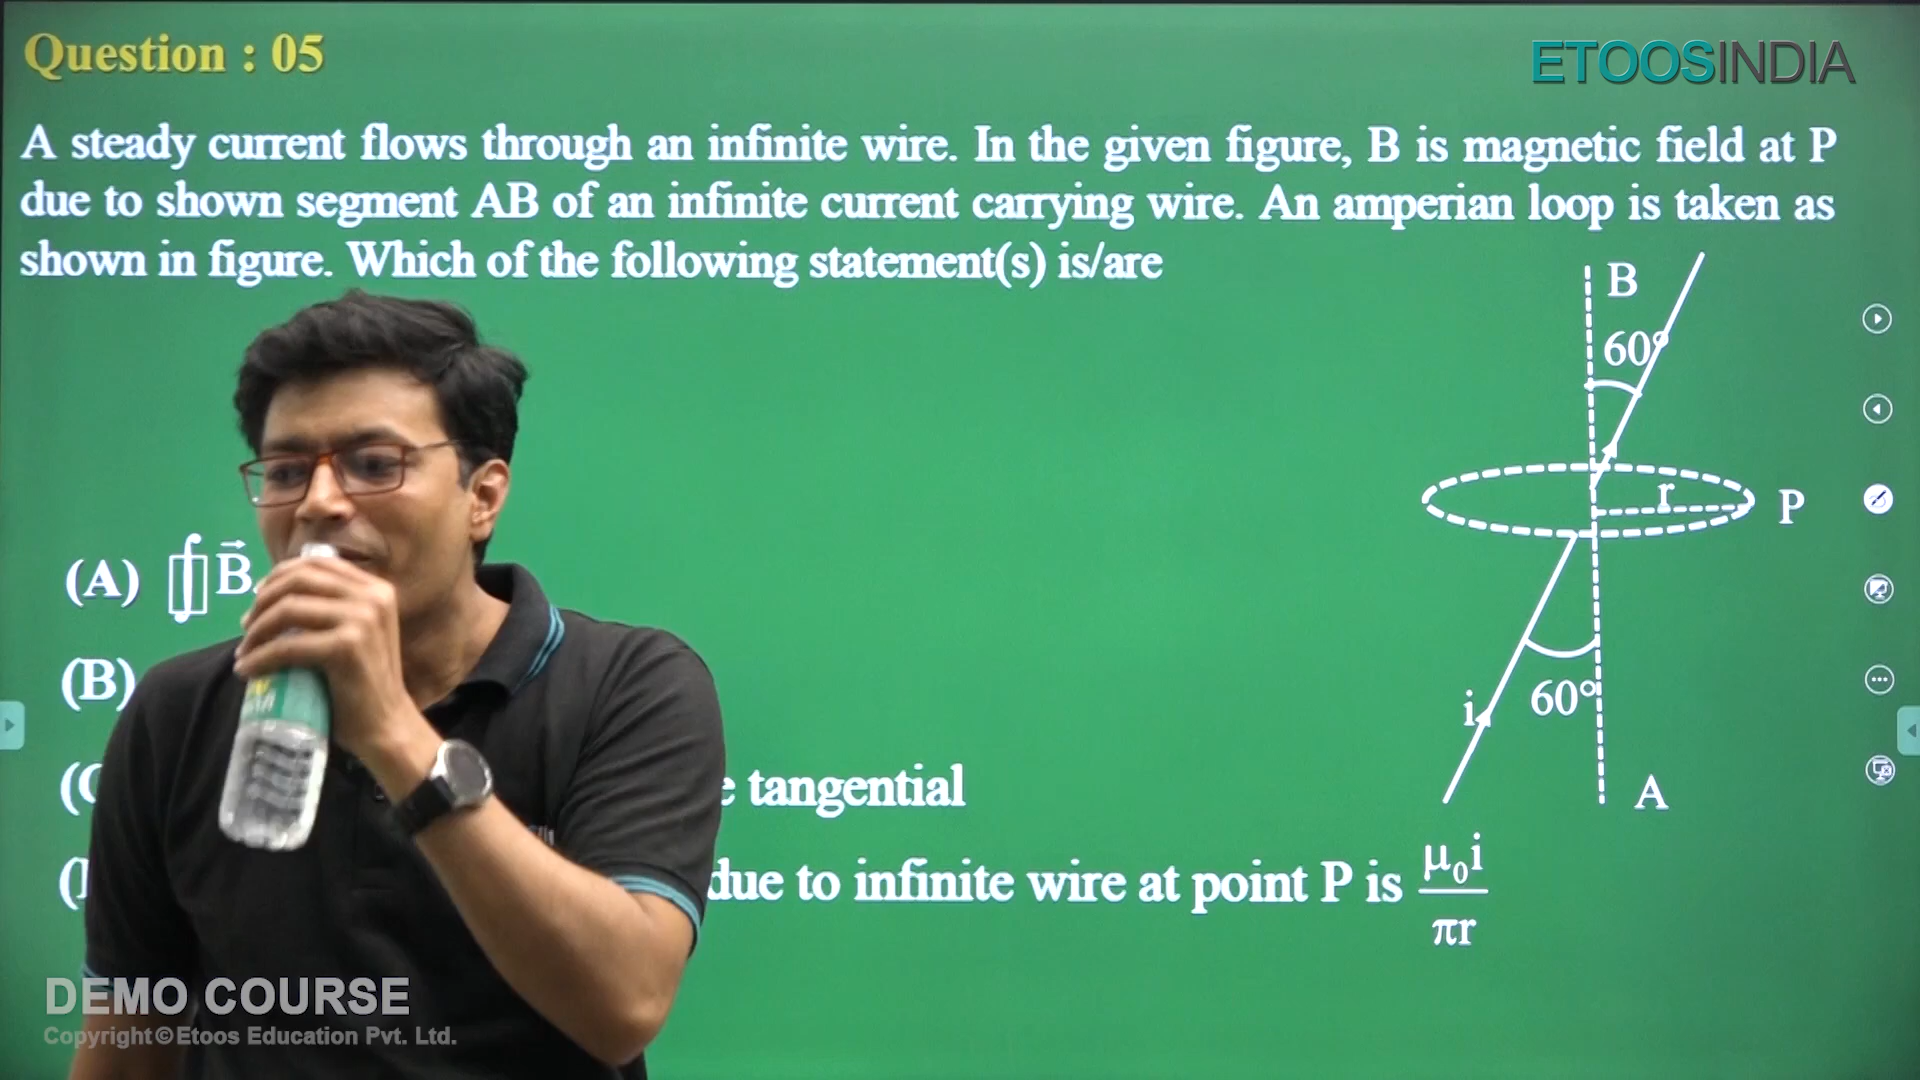 Question : 05
ETOOSINDIA
A steady current flows through an infinite wire. In the given figure, B is magnetic field at P
due to shown segment AB of an infinite current carrying wire. An amperian loop is taken as
shown in figure. Which of the following statement(s) is/are
B
60°
r
P
(A) ∮B⃗.
(B)
i
60°
tangential
A
due to infinite wire at point P is μ₀i/πr
DEMO COURSE
Copyright © Etoos Education Pvt. Ltd.